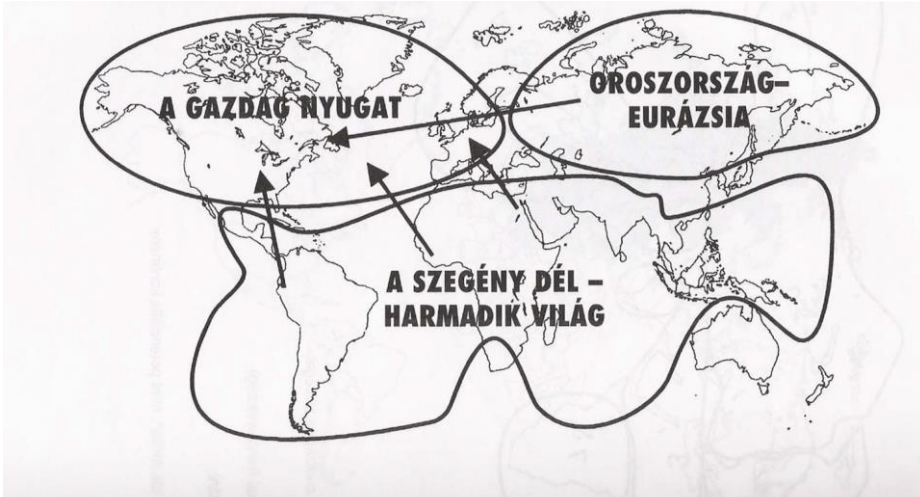 A GAZDAG NYUGAT
OROSZORSZÁG–
EURÁZSIA
A SZEGÉNY DÉL –
HARMADIK VILÁG